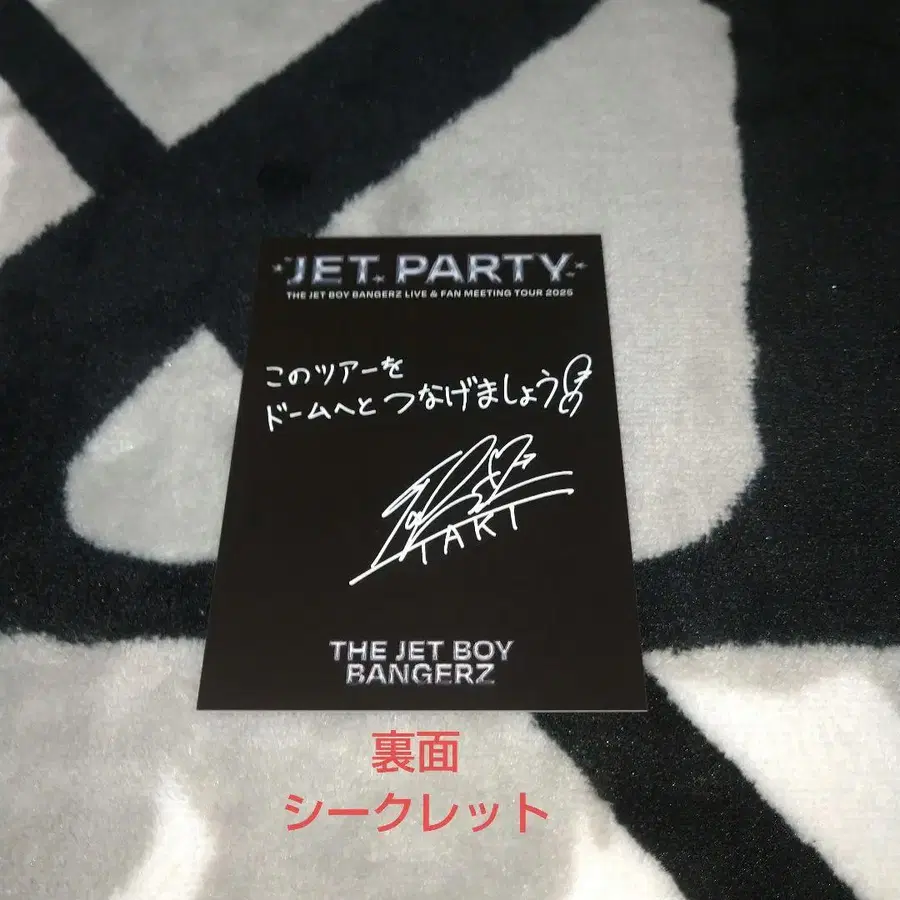 JET PARTY
THE JET BOY BANGERZ LIVE & FAN MEETING TOUR 2025
このツアーを
ドームへと つなげましょう
TAKI
THE JET BOY
BANGERZ
裏面
シークレット